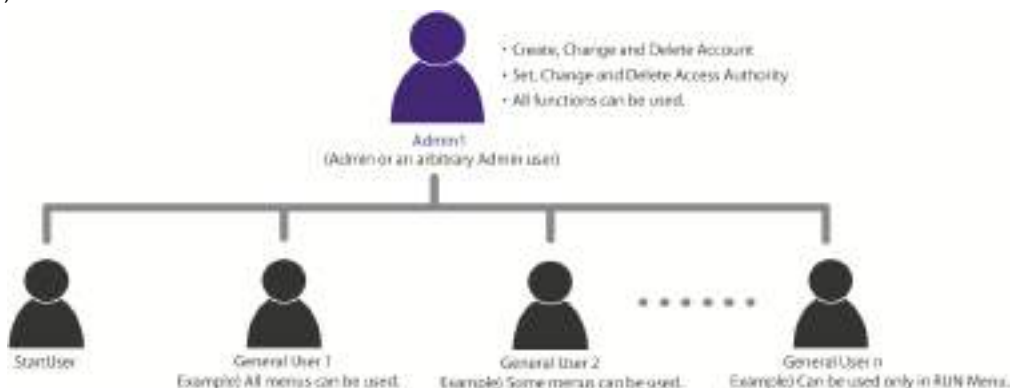 • Create, Change and Delete Account
• Set, Change and Delete Access Authority
• All functions can be used.
Admin1
(Admin or an arbitrary Admin user)
StartUser
General User 1
Example) All menus can be used.
General User 2
Example) Some menus can be used.
General User n
Example) Can be used only in RUN Menu.